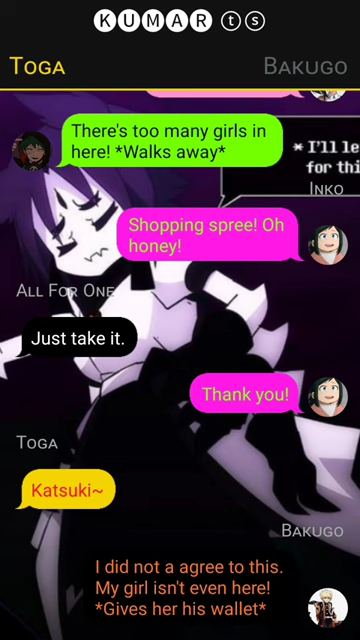 KUMAR ts
Toga
Bakugo
There's too many girls in
here! *Walks away*
* I'll le
for thi
Inko
Shopping spree! Oh
honey!
All For One
Just take it.
Thank you!
Toga
Katsuki~
Bakugo
I did not a agree to this.
My girl isn't even here!
*Gives her his wallet*